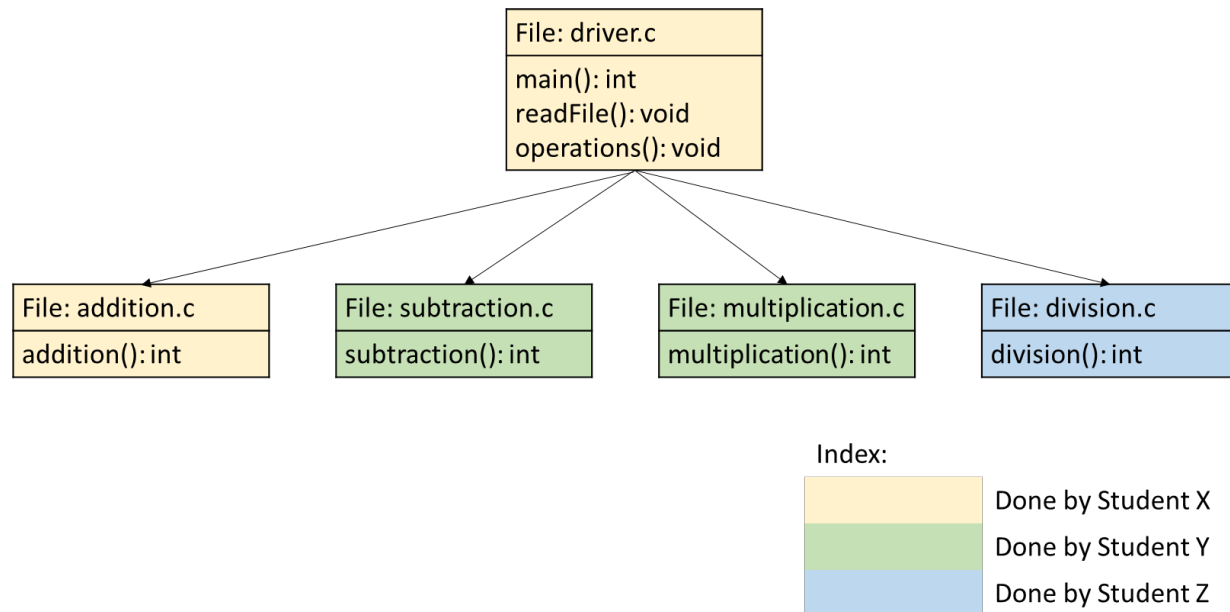 File: driver.c
main(): int
readFile(): void
operations(): void
File: addition.c
addition(): int
File: subtraction.c
subtraction(): int
File: multiplication.c
multiplication(): int
File: division.c
division(): int
Index:
Done by Student X
Done by Student Y
Done by Student Z